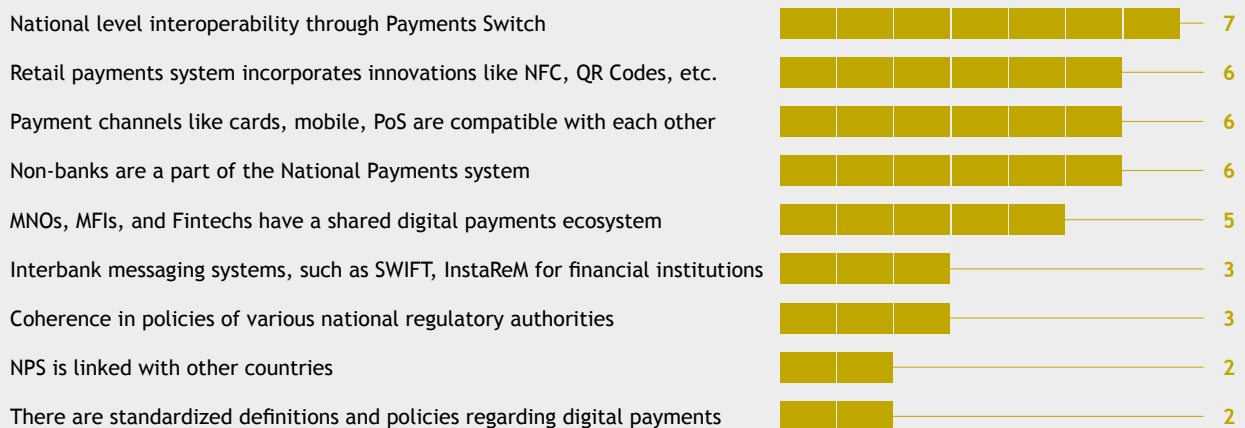 National level interoperability through Payments Switch 7
Retail payments system incorporates innovations like NFC, QR Codes, etc. 6
Payment channels like cards, mobile, PoS are compatible with each other 6
Non-banks are a part of the National Payments system 6
MNOs, MFIs, and Fintechs have a shared digital payments ecosystem 5
Interbank messaging systems, such as SWIFT, InstaReM for financial institutions 3
Coherence in policies of various national regulatory authorities 3
NPS is linked with other countries 2
There are standardized definitions and policies regarding digital payments 2